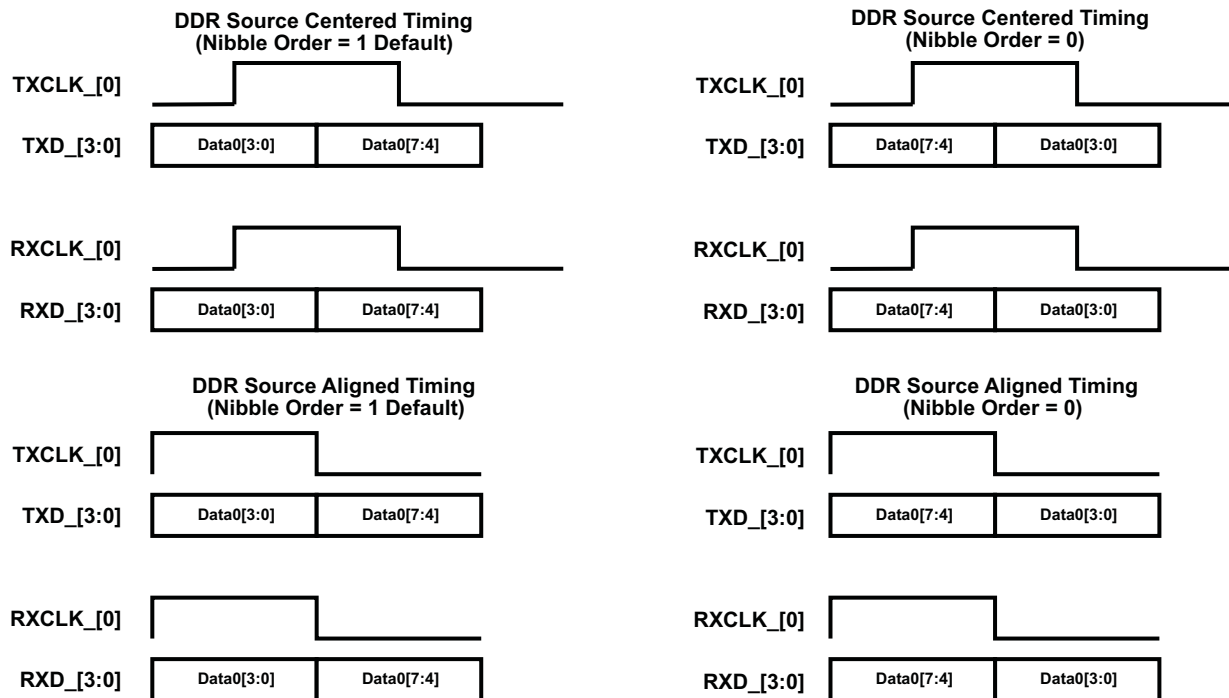 DDR Source Centered Timing
(Nibble Order = 1 Default)
TXCLK_[0]
TXD_[3:0]
Data0[3:0]
Data0[7:4]
RXCLK_[0]
RXD_[3:0]
Data0[3:0]
Data0[7:4]
DDR Source Centered Timing
(Nibble Order = 0)
TXCLK_[0]
TXD_[3:0]
Data0[7:4]
Data0[3:0]
RXCLK_[0]
RXD_[3:0]
Data0[7:4]
Data0[3:0]
DDR Source Aligned Timing
(Nibble Order = 1 Default)
TXCLK_[0]
TXD_[3:0]
Data0[3:0]
Data0[7:4]
RXCLK_[0]
RXD_[3:0]
Data0[3:0]
Data0[7:4]
DDR Source Aligned Timing
(Nibble Order = 0)
TXCLK_[0]
TXD_[3:0]
Data0[7:4]
Data0[3:0]
RXCLK_[0]
RXD_[3:0]
Data0[7:4]
Data0[3:0]